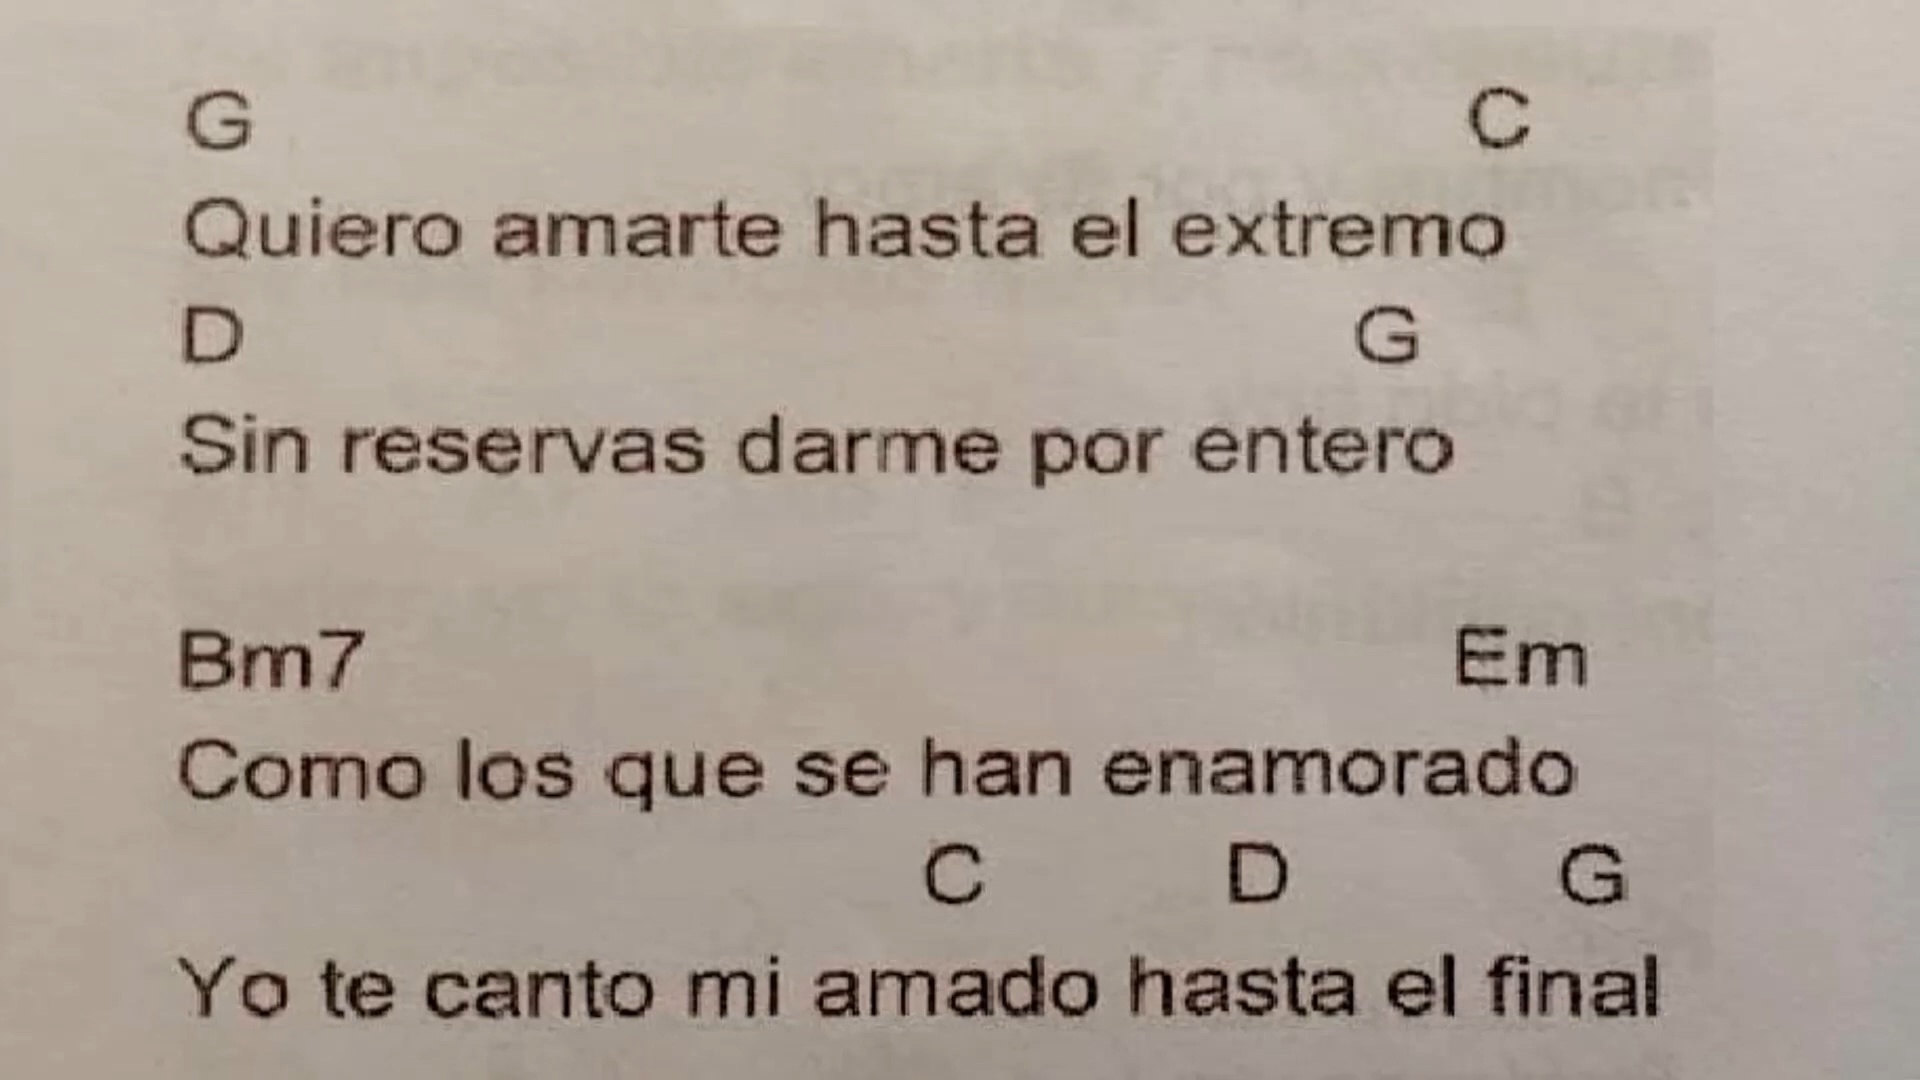 G C
Quiero amarte hasta el extremo
D G
Sin reservas darme por entero
Bm7 Em
Como los que se han enamorado
C D G
Yo te canto mi amado hasta el final